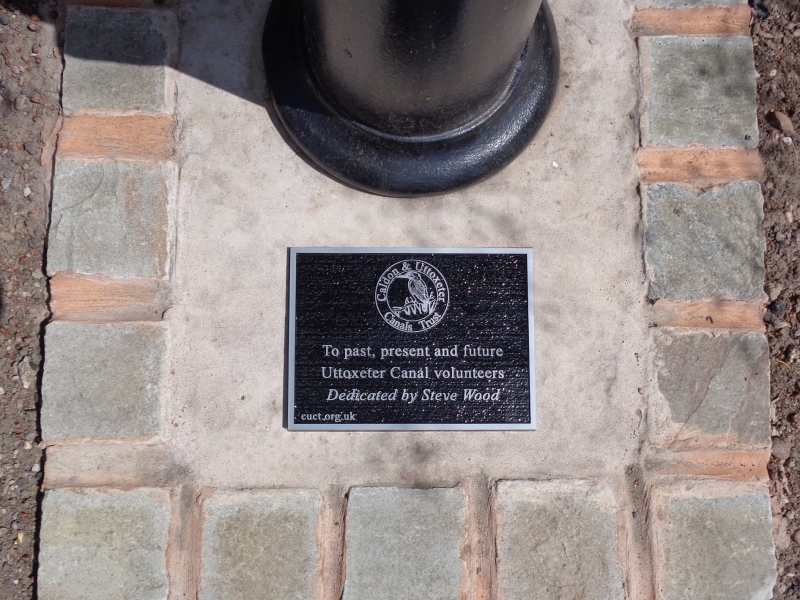 Caldon & Uttoxeter
Canals Trust
To past, present and future
Uttoxeter Canal volunteers
Dedicated by Steve Wood
cuct.org.uk